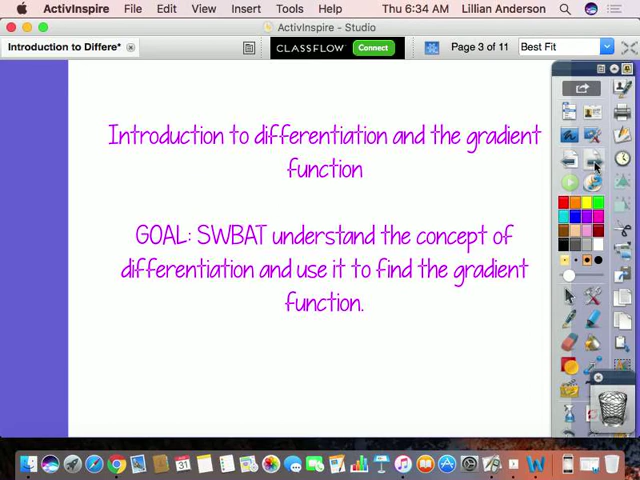 ActivInspire File Edit View Insert Tools Help Thu 6:34 AM Lillian Anderson
ActivInspire - Studio
Introduction to Differe* CLASSFLOW Connect Page 3 of 11 Best Fit
Introduction to differentiation and the gradient
function
GOAL: SWBAT understand the concept of
differentiation and use it to find the gradient
function.
31